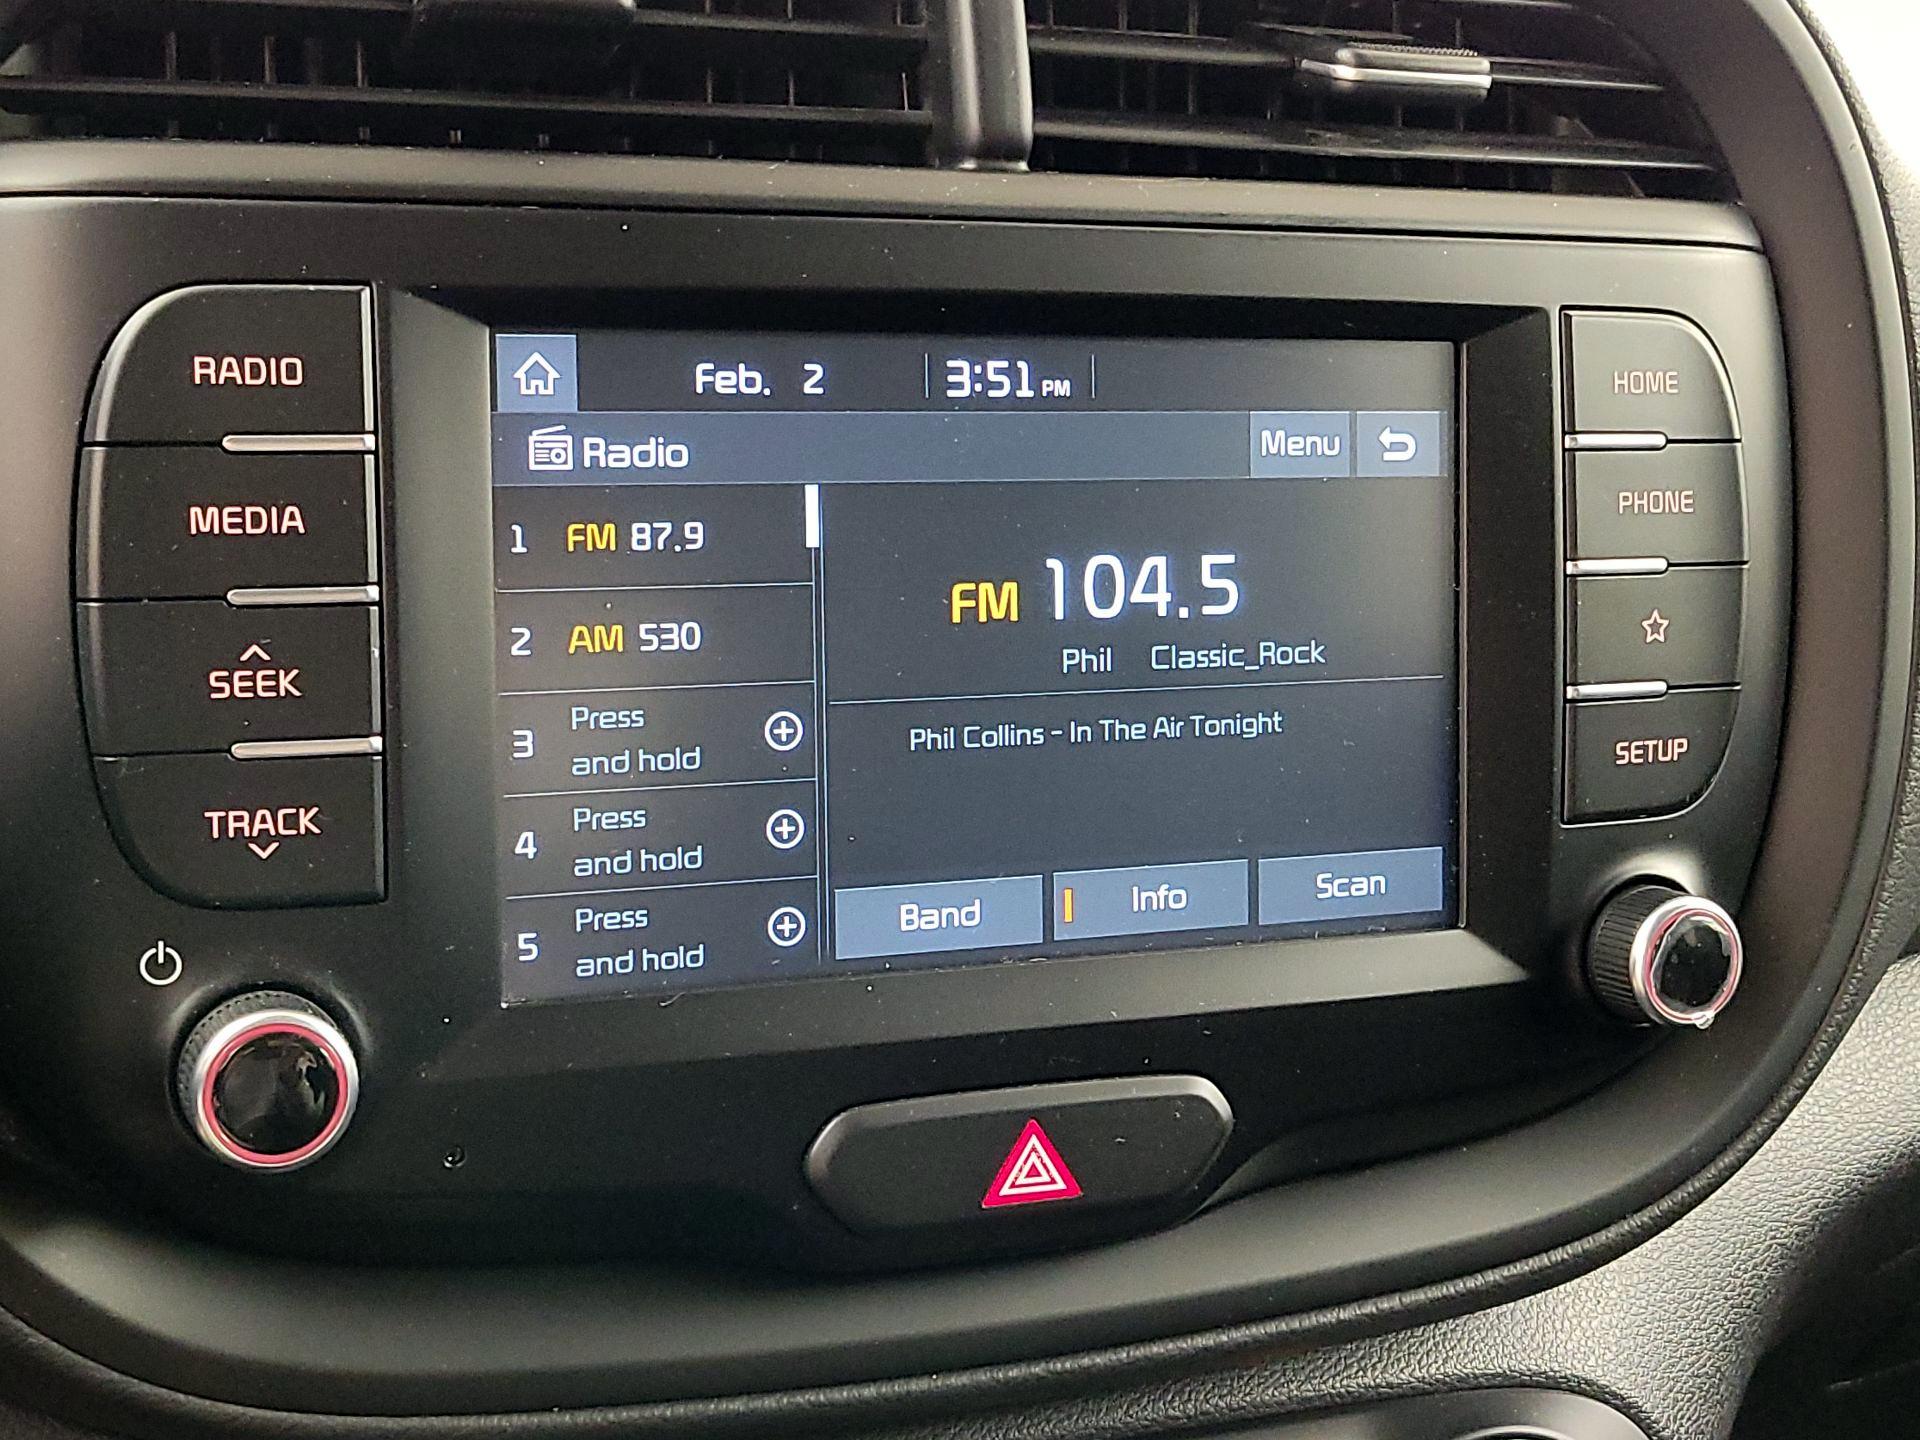 RADIO
MEDIA
SEEK
TRACK
Feb. 2 3:51 PM
Radio
Menu
1 FM 87.9
2 AM 530
3 Press
and hold
4 Press
and hold
5 Press
and hold
FM 104.5
Phil Classic_Rock
Phil Collins - In The Air Tonight
Band
Info
Scan
HOME
PHONE
SETUP